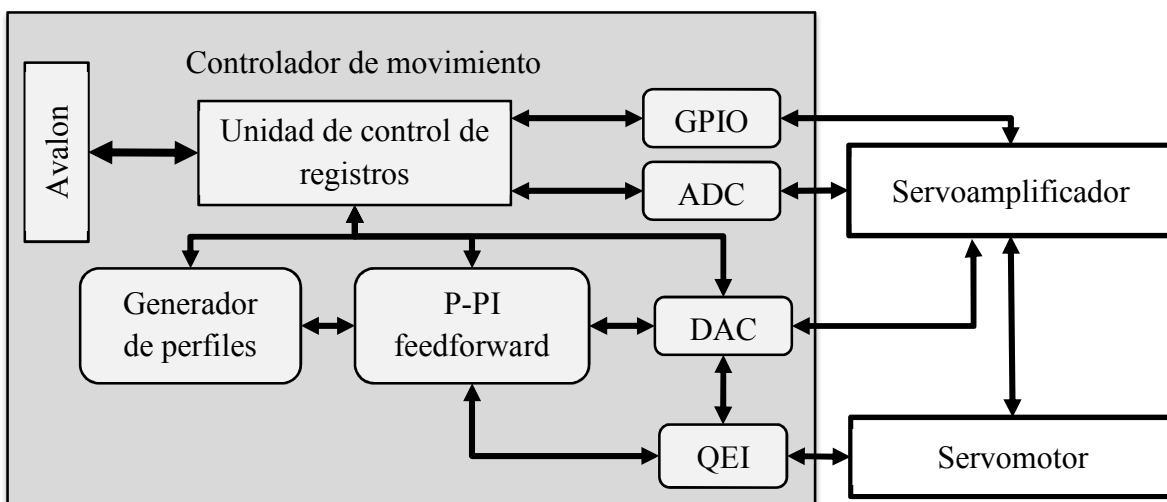 Controlador de movimiento
Avalon
Unidad de control de
registros
GPIO
ADC
Servoamplificador
Generador
de perfiles
P-PI
feedforward
DAC
QEI
Servomotor